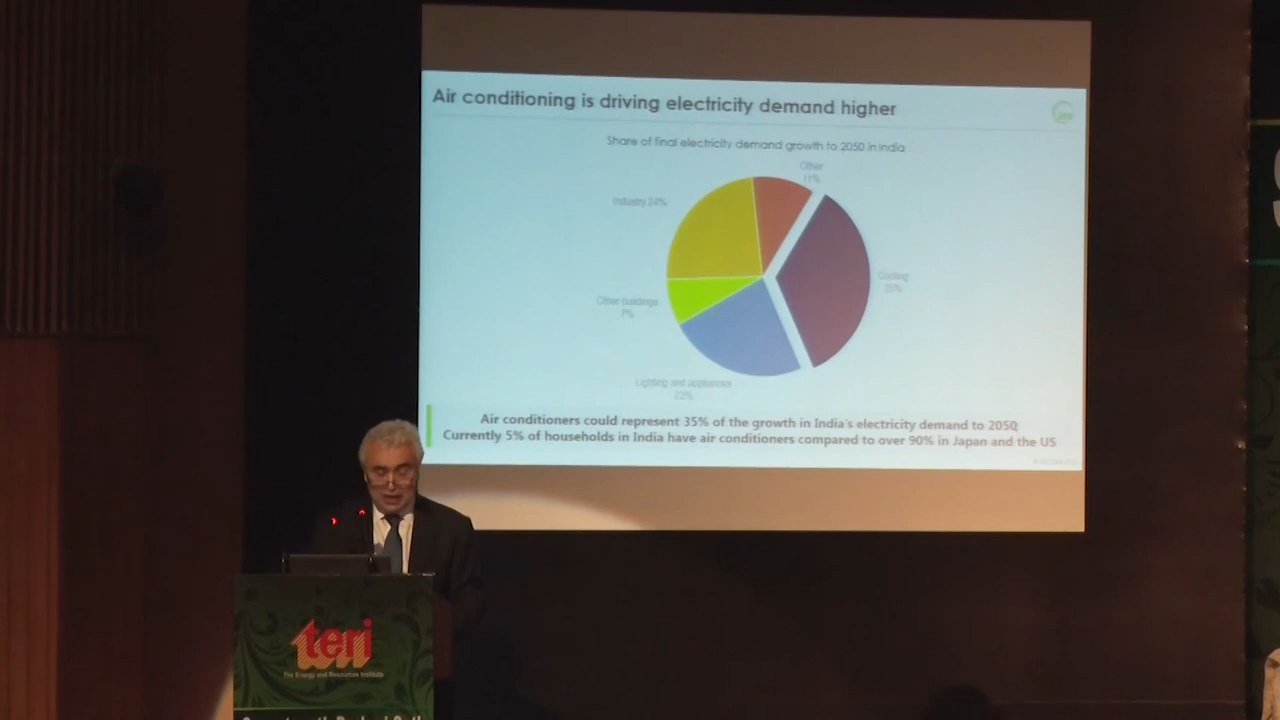 Air conditioning is driving electricity demand higher
Share of final electricity demand growth to 2050 in India
Other
11%
Industry 24%
Cooling
35%
Other buildings
7%
Lighting and appliances
23%
Air conditioners could represent 35% of the growth in India's electricity demand to 2050
Currently 5% of households in India have air conditioners compared to over 90% in Japan and the US
teri
The Energy and Resources Institute